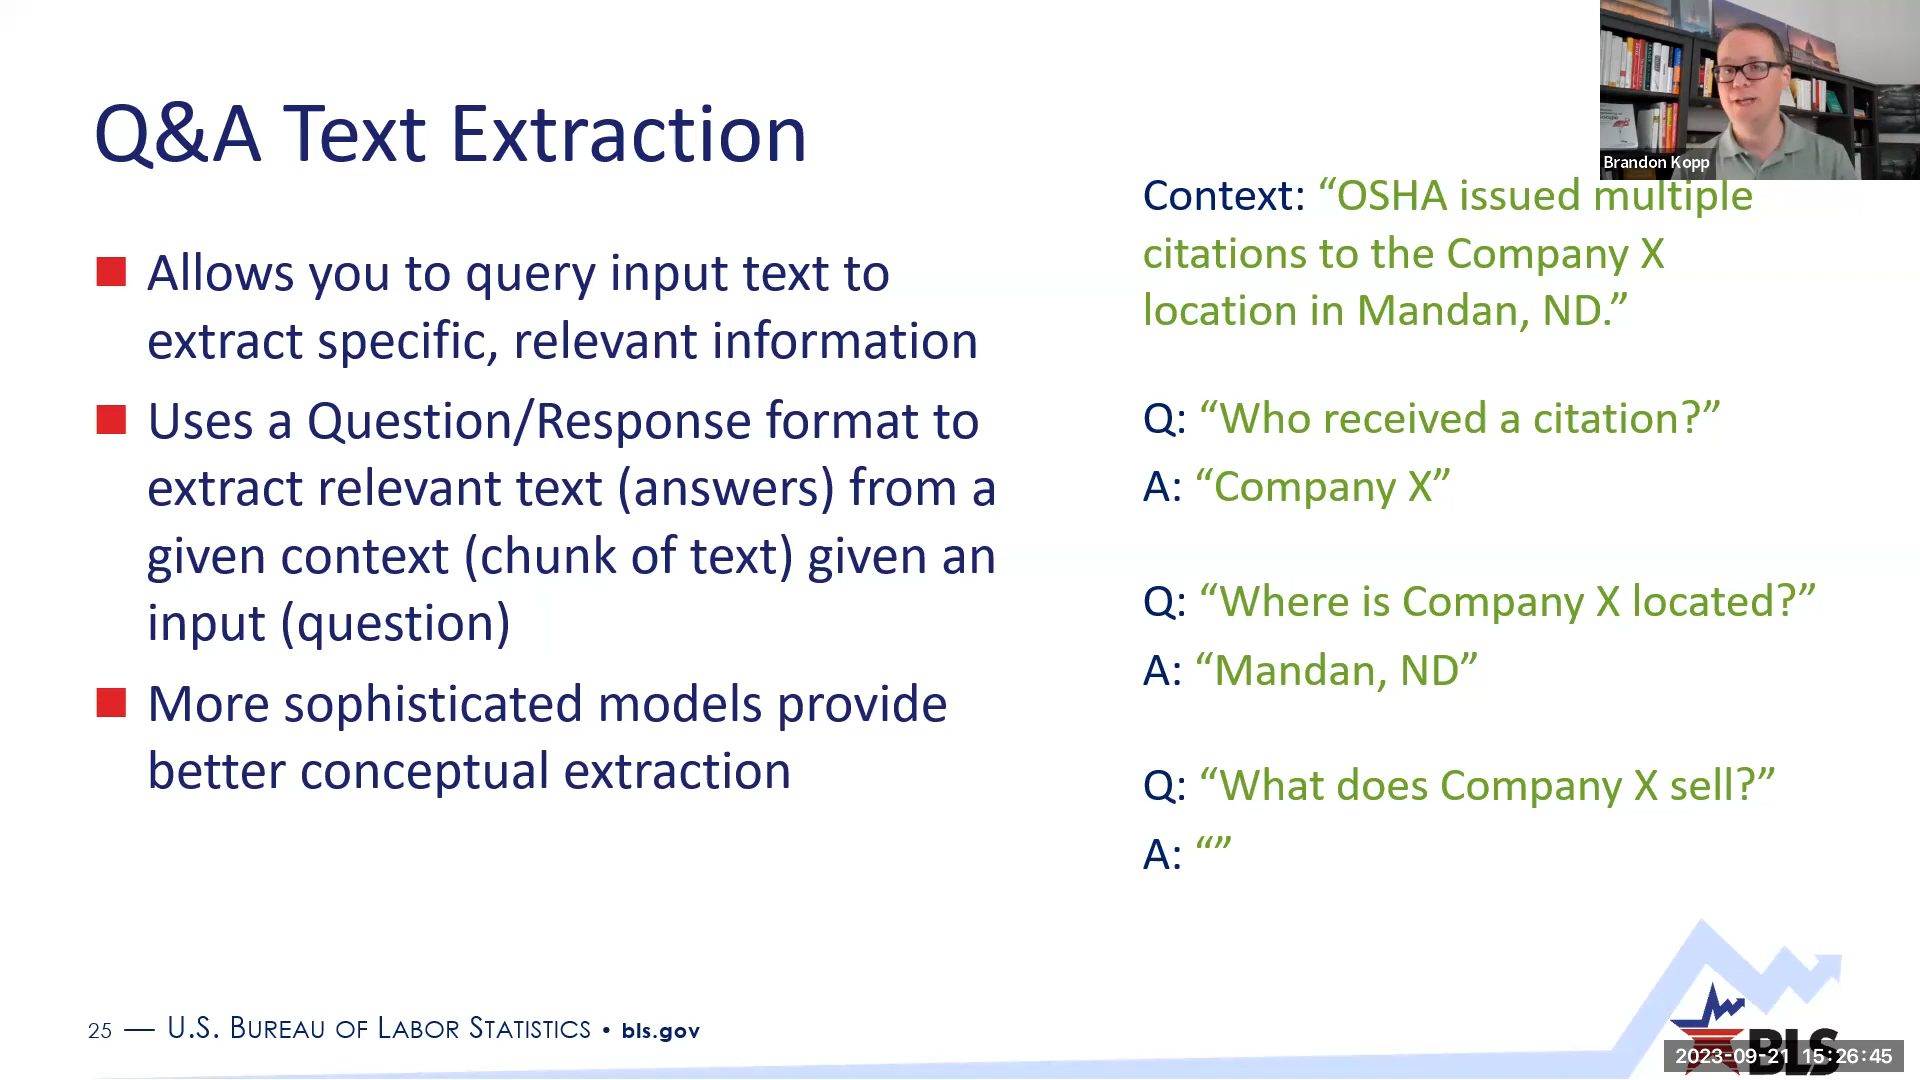 Q&A Text Extraction
Allows you to query input text to
extract specific, relevant information
Uses a Question/Response format to
extract relevant text (answers) from a
given context (chunk of text) given an
input (question)
More sophisticated models provide
better conceptual extraction
Brandon Kopp
Context: “OSHA issued multiple
citations to the Company X
location in Mandan, ND.”
Q: “Who received a citation?”
A: “Company X”
Q: “Where is Company X located?”
A: “Mandan, ND”
Q: “What does Company X sell?”
A: “”
25 — U.S. BUREAU OF LABOR STATISTICS • bls.gov
BLS
2023-09-21 15:26:45